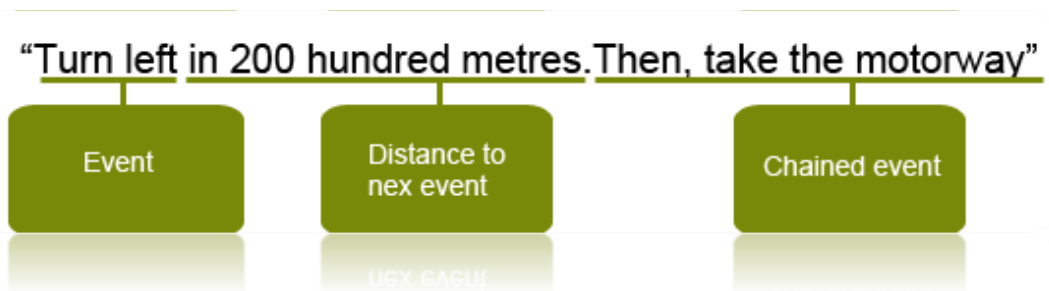 “Turn left in 200 hundred metres.Then, take the motorway”
Event
Distance to
nex event
Chained event